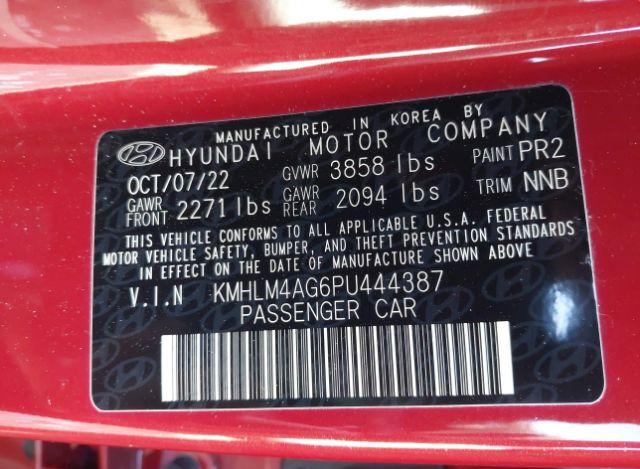 MANUFACTURED IN KOREA BY
HYUNDAI MOTOR COMPANY
OCT/07/22 GVWR 3858 lbs PAINT PR2
GAWR FRONT 2271 lbs GAWR REAR 2094 lbs TRIM NNB
THIS VEHICLE CONFORMS TO ALL APPLICABLE U.S.A. FEDERAL
MOTOR VEHICLE SAFETY, BUMPER, AND THEFT PREVENTION STANDARDS
IN EFFECT ON THE DATE OF MANUFACTURE SHOWN ABOVE.
V.I.N KMHLM4AG6PU444387
PASSENGER CAR